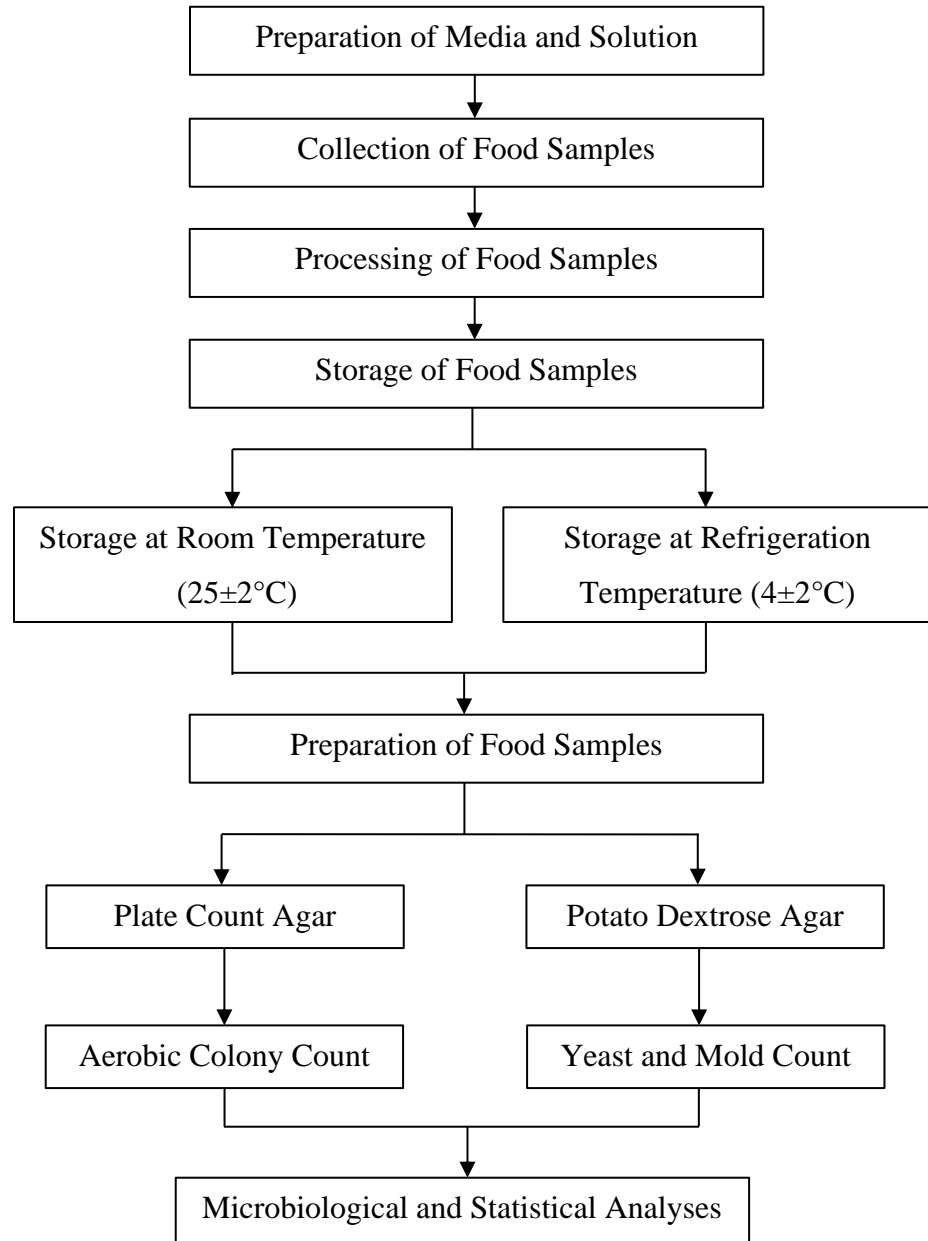 Preparation of Media and Solution
Collection of Food Samples
Processing of Food Samples
Storage of Food Samples
Storage at Room Temperature
(25±2°C)
Storage at Refrigeration
Temperature (4±2°C)
Preparation of Food Samples
Plate Count Agar
Potato Dextrose Agar
Aerobic Colony Count
Yeast and Mold Count
Microbiological and Statistical Analyses